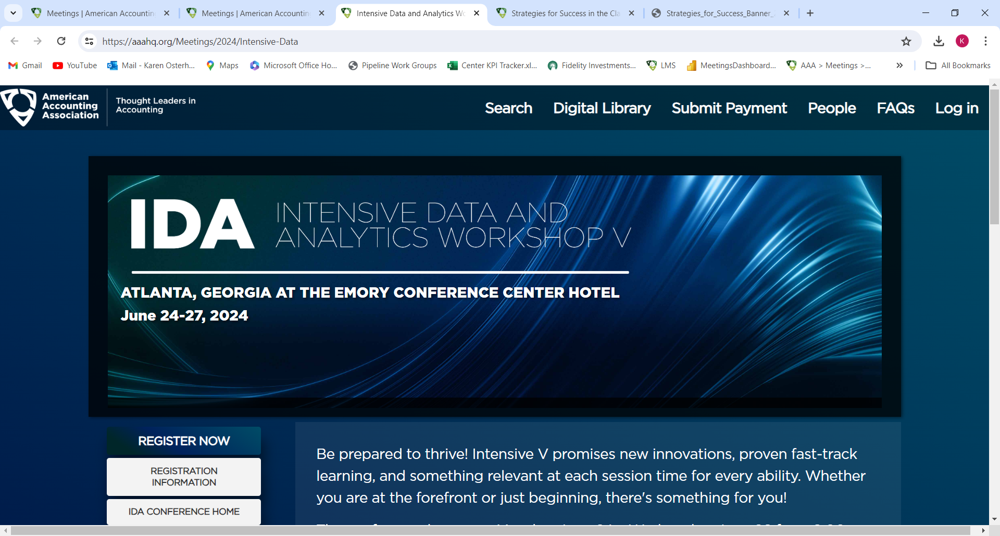 Meetings | American Accountin
Meetings | American Accountin
Intensive Data and Analytics Wo
Strategies for Success in the Cla
Strategies_for_Success_Banner_
https://aaahq.org/Meetings/2024/Intensive-Data
K
Gmail
YouTube
Mail - Karen Osterh...
Maps
Microsoft Office Ho...
Pipeline Work Groups
Center KPI Tracker.xl...
Fidelity Investments...
LMS
MeetingsDashboard...
AAA > Meetings >...
All Bookmarks
American
Accounting
Association
Thought Leaders in
Accounting
Search
Digital Library
Submit Payment
People
FAQs
Log in
IDA
INTENSIVE DATA AND
ANALYTICS WORKSHOP V
ATLANTA, GEORGIA AT THE EMORY CONFERENCE CENTER HOTEL
June 24-27, 2024
REGISTER NOW
REGISTRATION
INFORMATION
IDA CONFERENCE HOME
Be prepared to thrive! Intensive V promises new innovations, proven fast-track
learning, and something relevant at each session time for every ability. Whether
you are at the forefront or just beginning, there's something for you!